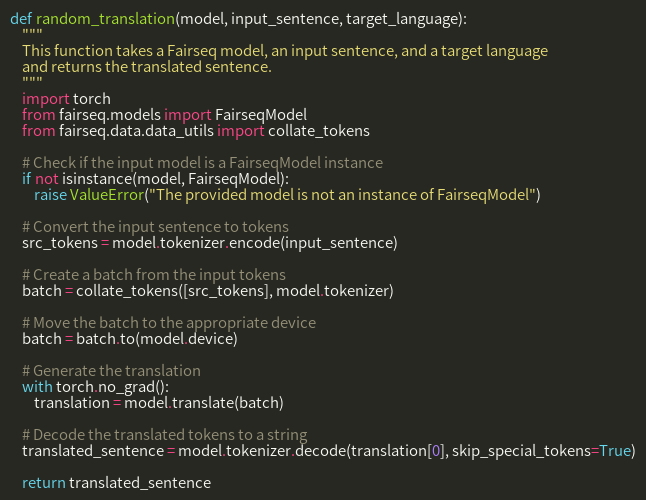 def random_translation(model, input_sentence, target_language):
"""
This function takes a Fairseq model, an input sentence, and a target language
and returns the translated sentence.
"""
import torch
from fairseq.models import FairseqModel
from fairseq.data.data_utils import collate_tokens
# Check if the input model is a FairseqModel instance
if not isinstance(model, FairseqModel):
raise ValueError("The provided model is not an instance of FairseqModel")
# Convert the input sentence to tokens
src_tokens = model.tokenizer.encode(input_sentence)
# Create a batch from the input tokens
batch = collate_tokens([src_tokens], model.tokenizer)
# Move the batch to the appropriate device
batch = batch.to(model.device)
# Generate the translation
with torch.no_grad():
translation = model.translate(batch)
# Decode the translated tokens to a string
translated_sentence = model.tokenizer.decode(translation[0], skip_special_tokens=True)
return translated_sentence